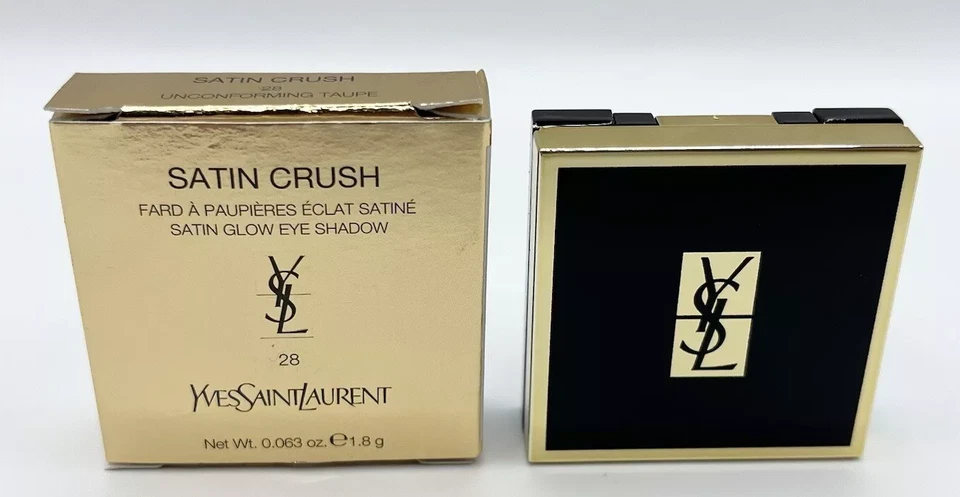 SATIN CRUSH
28
UNCONFORMING TAUPE
SATIN CRUSH
FARD À PAUPIÈRES ÉCLAT SATINÉ
SATIN GLOW EYE SHADOW
YSL
28
YVESSAINTLAURENT
Net Wt. 0.063 oz. ℮ 1.8 g
YSL